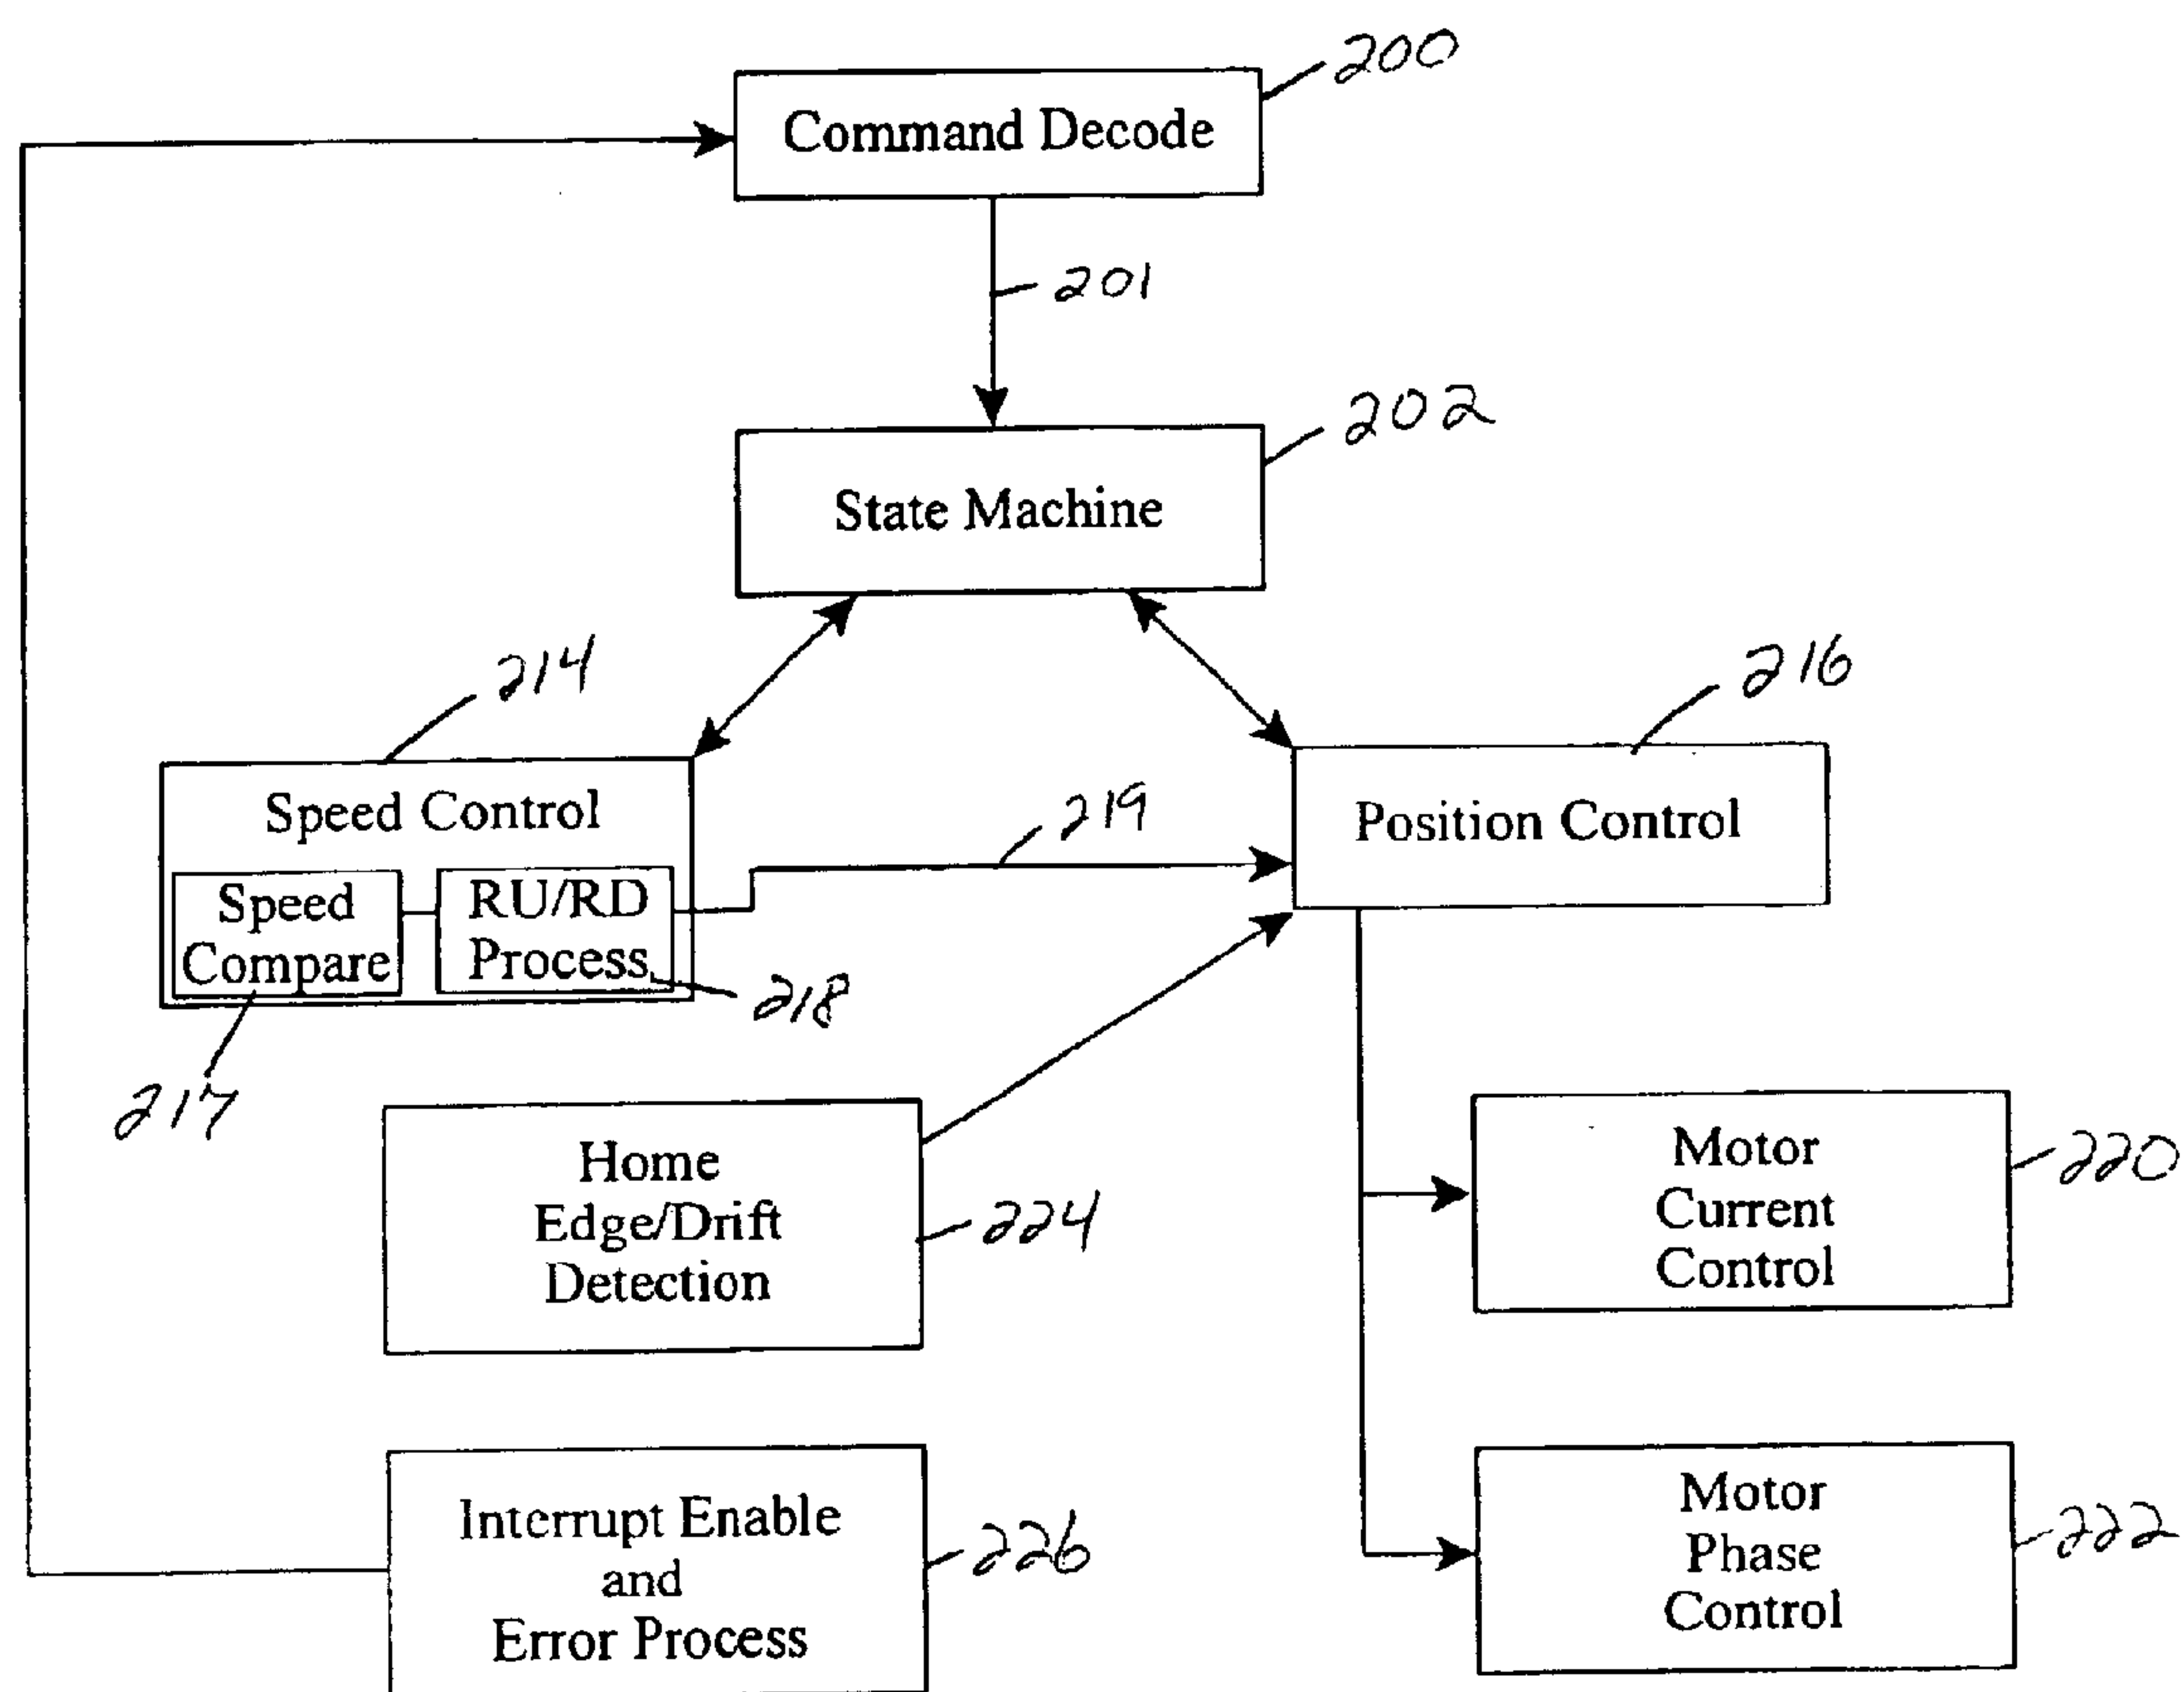 200
Command Decode
201
202
State Machine
214
216
Speed Control
219
Position Control
Speed
Compare
RU/RD
Process
218
217
Home
Edge/Drift
Detection
224
Motor
Current
Control
220
Interrupt Enable
and
Error Process
226
Motor
Phase
Control
222